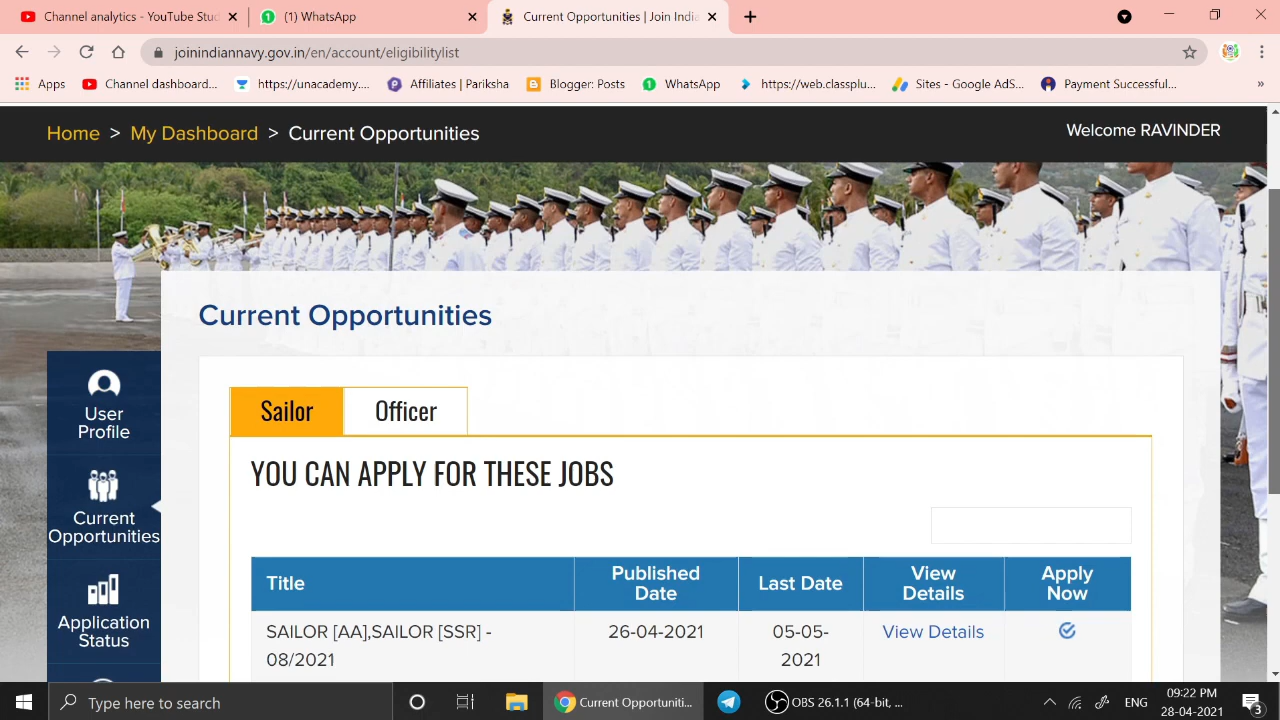 Channel analytics - YouTube Stud
(1) WhatsApp
Current Opportunities | Join India
joinindiannavy.gov.in/en/account/eligibilitylist
Apps
Channel dashboard...
https://unacademy....
Affiliates | Pariksha
Blogger: Posts
WhatsApp
https://web.classplu...
Sites - Google AdS...
Payment Successful...
»
Home > My Dashboard > Current Opportunities
Welcome RAVINDER
Current Opportunities
User
Profile
Current
Opportunities
Application
Status
Sailor
Officer
YOU CAN APPLY FOR THESE JOBS
Title
Published
Date
Last Date
View
Details
Apply
Now
SAILOR [AA],SAILOR [SSR] -
08/2021
26-04-2021
05-05-
2021
View Details
Type here to search
Current Opportuniti...
OBS 26.1.1 (64-bit, ...
ENG
09:22 PM
28-04-2021
3